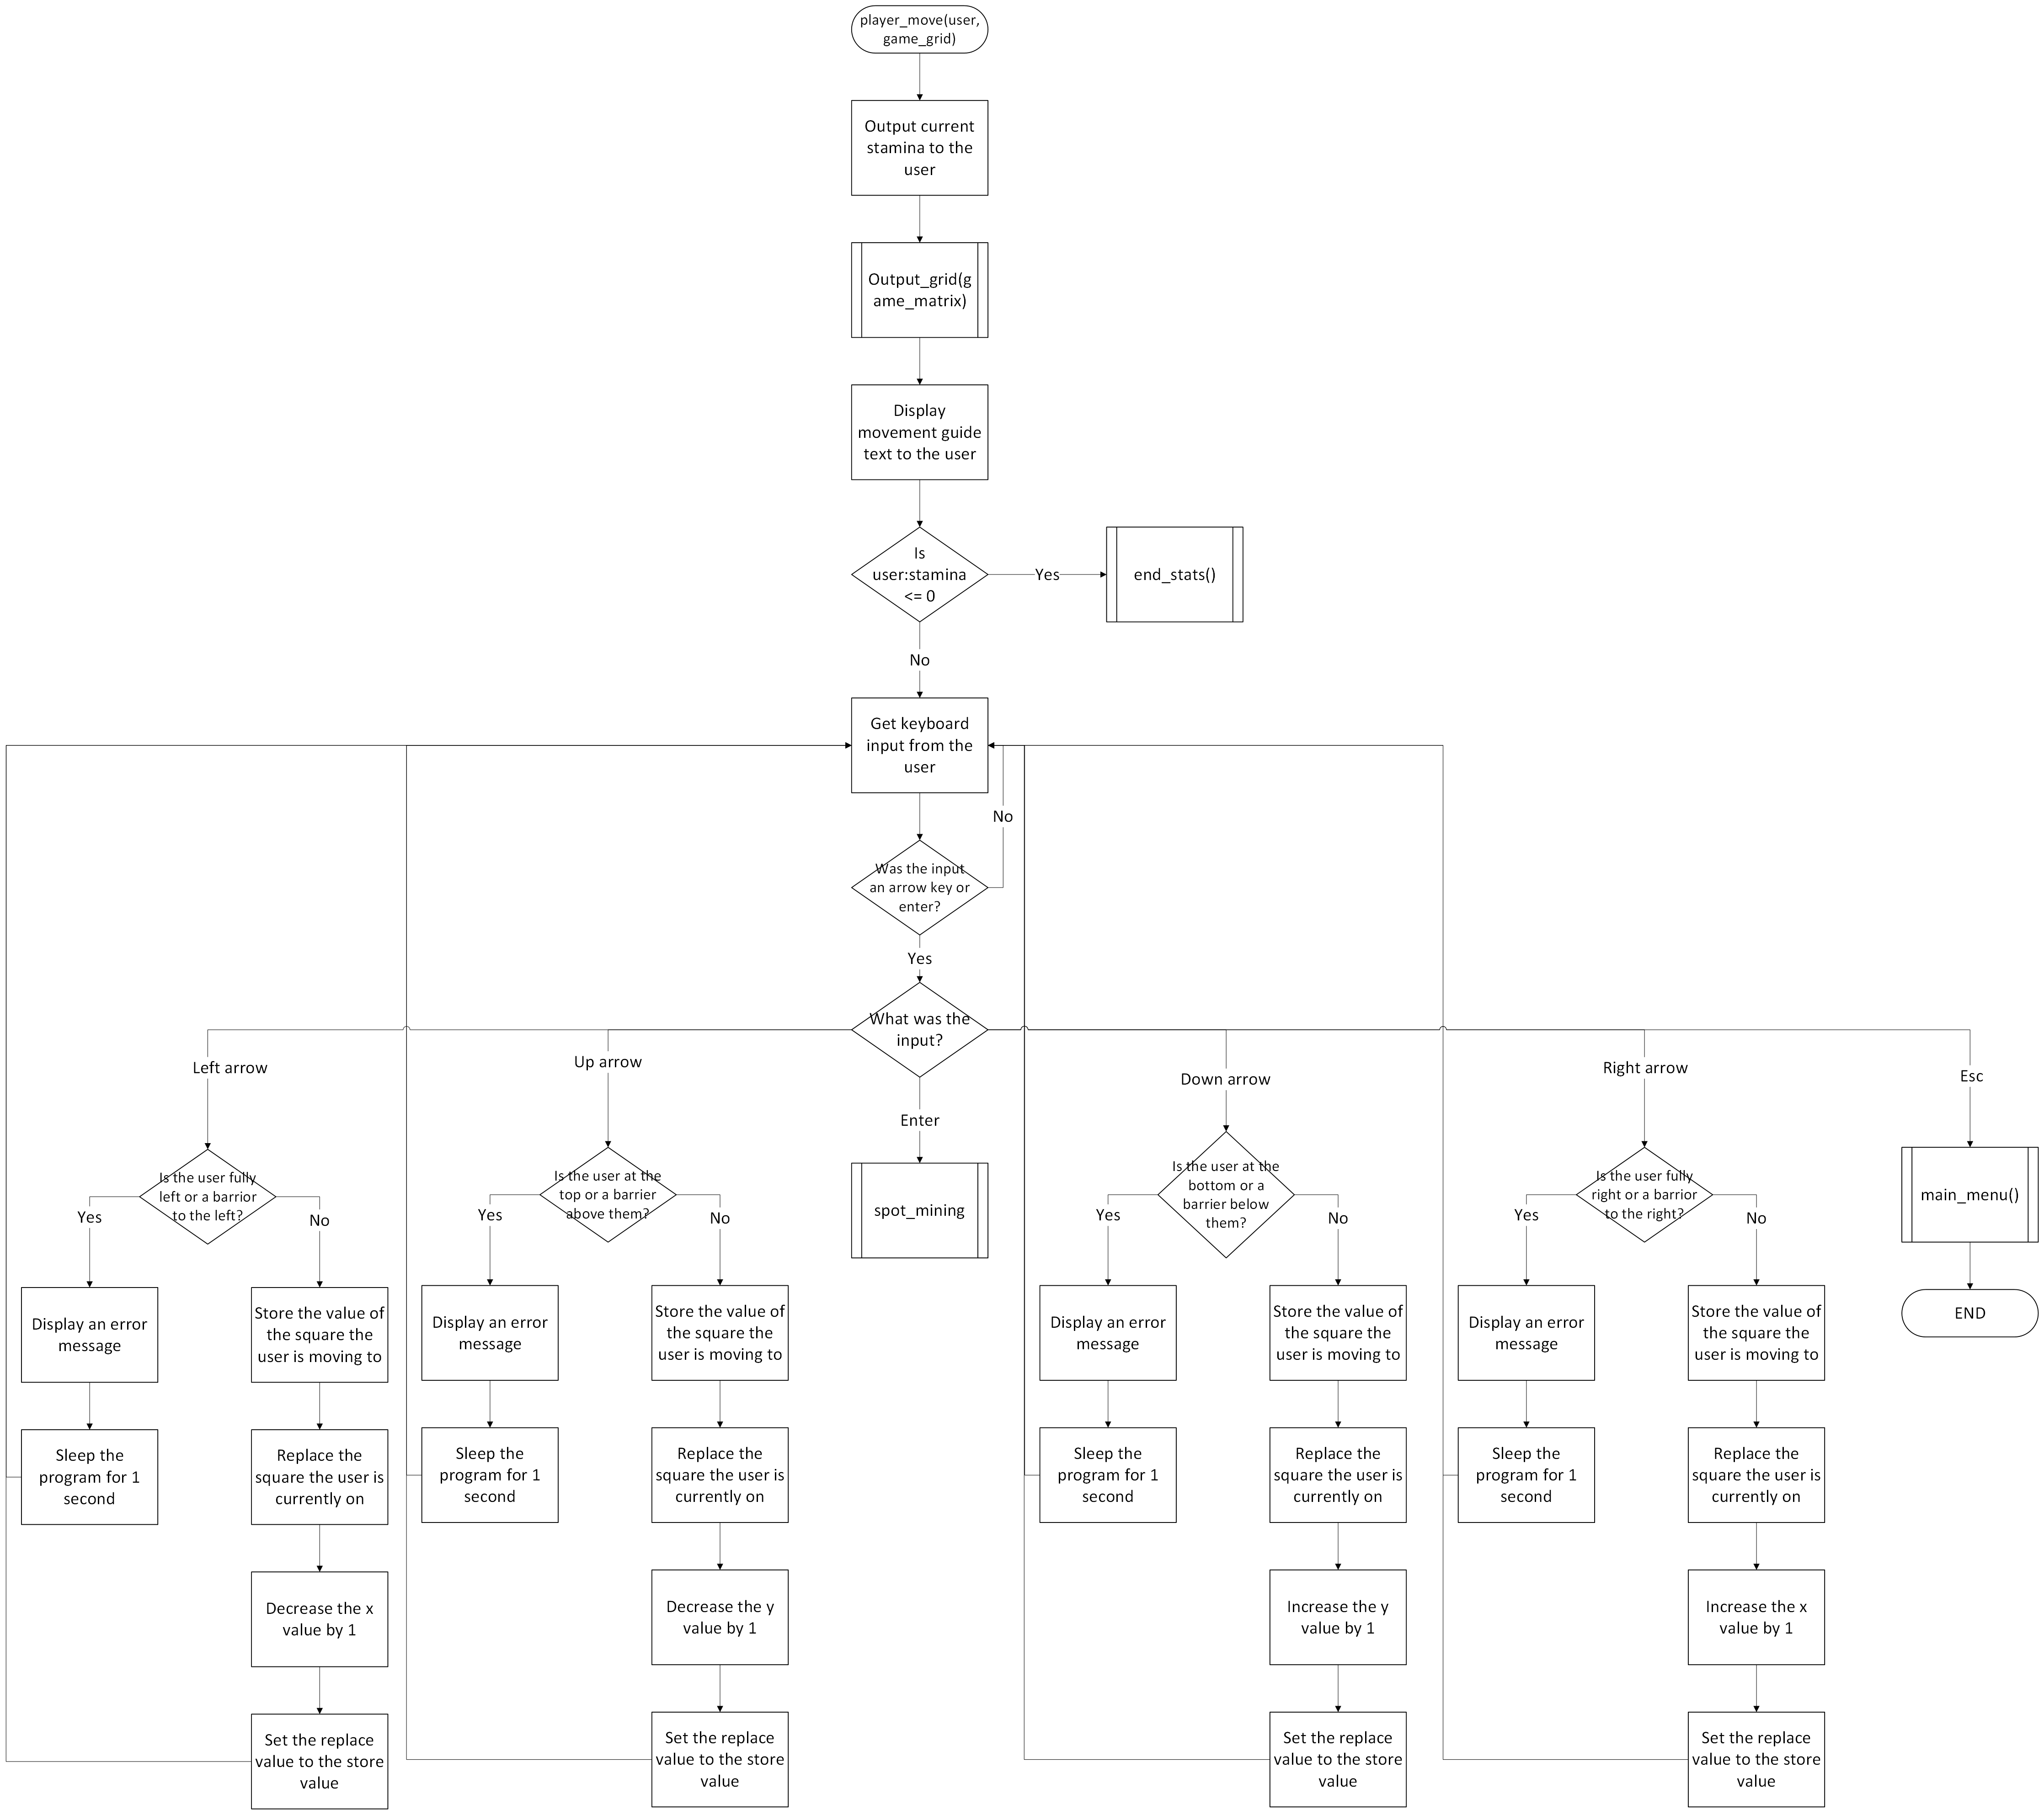 player_move(user,
game_grid)
Output current
stamina to the
user
Output_grid(g
ame_matrix)
Display
movement guide
text to the user
Is
user:stamina
<= 0
Yes
end_stats()
No
Get keyboard
input from the
user
No
Was the input
an arrow key or
enter?
Yes
What was the
input?
Left arrow
Up arrow
Enter
Down arrow
Right arrow
Esc
Is the user fully
left or a barrior
to the left?
Yes
No
Display an error
message
Sleep the
program for 1
second
Store the value of
the square the
user is moving to
Replace the
square the user is
currently on
Decrease the x
value by 1
Set the replace
value to the store
value
Is the user at the
top or a barrier
above them?
Yes
No
Display an error
message
Sleep the
program for 1
second
Store the value of
the square the
user is moving to
Replace the
square the user is
currently on
Decrease the y
value by 1
Set the replace
value to the store
value
spot_mining
Is the user at the
bottom or a
barrier below
them?
Yes
No
Display an error
message
Sleep the
program for 1
second
Store the value of
the square the
user is moving to
Replace the
square the user is
currently on
Increase the y
value by 1
Set the replace
value to the store
value
Is the user fully
right or a barrier
to the right?
Yes
No
Display an error
message
Sleep the
program for 1
second
Store the value of
the square the
user is moving to
Replace the
square the user is
currently on
Increase the x
value by 1
Set the replace
value to the store
value
main_menu()
END